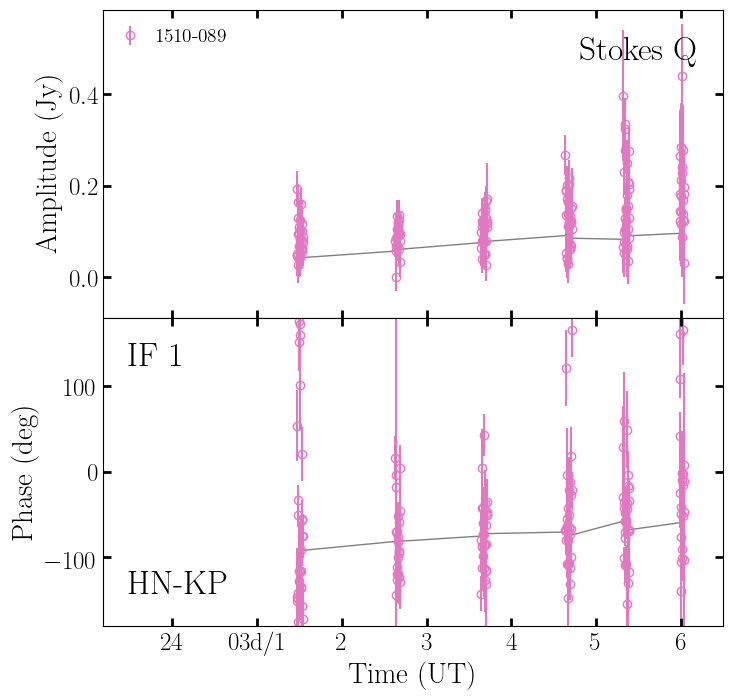 1510-089
Stokes Q
Amplitude (Jy)
0.4
0.2
0.0
IF 1
HN-KP
Phase (deg)
100
0
−100
24 03d/1 2 3 4 5 6
Time (UT)